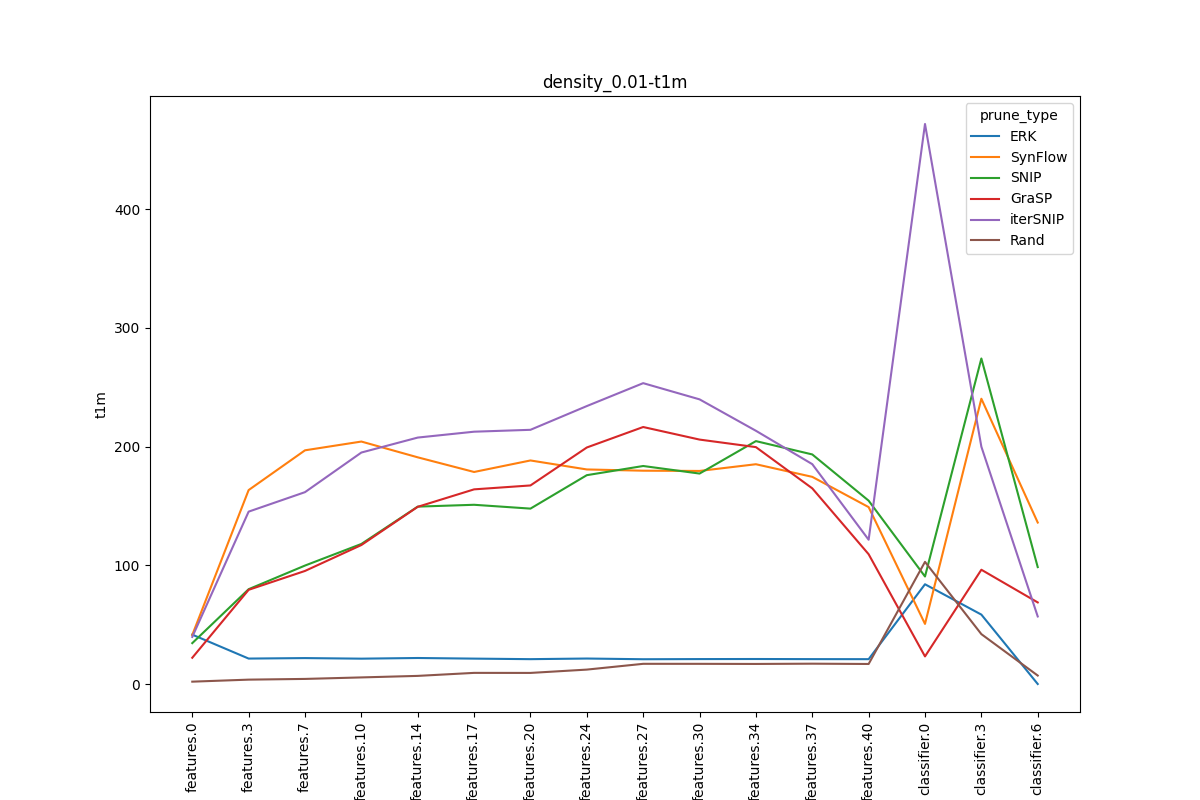 density_0.01-t1m
prune_type
ERK
SynFlow
SNIP
GraSP
iterSNIP
Rand
t1m
400
300
200
100
0
features.0
features.3
features.7
features.10
features.14
features.17
features.20
features.24
features.27
features.30
features.34
features.37
features.40
classifier.0
classifier.3
classifier.6